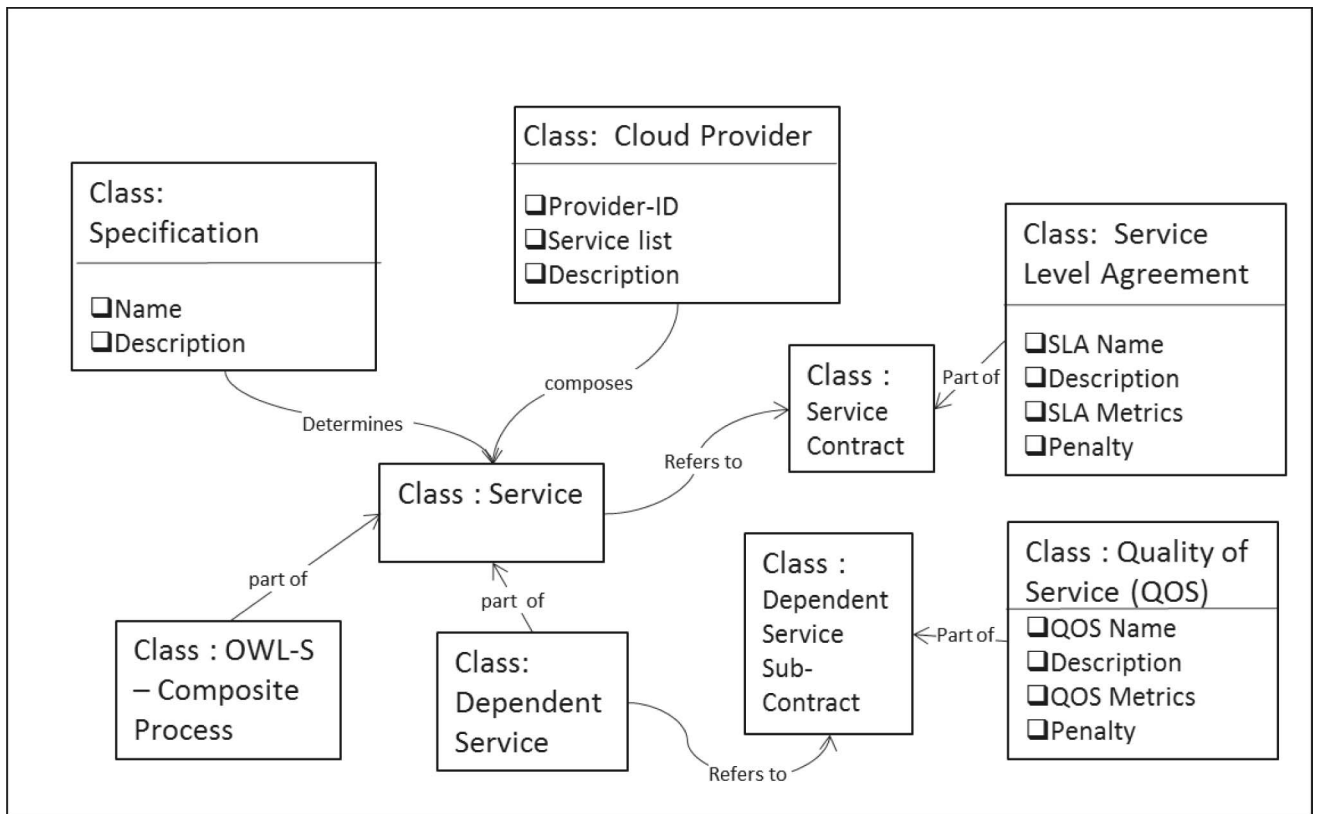 Class: Cloud Provider
❑Provider-ID
❑Service list
❑Description
Class:
Specification
❑Name
❑Description
Class: Service
Level Agreement
❑SLA Name
❑Description
❑SLA Metrics
❑Penalty
Class :
Service
Contract
Part of
composes
Determines
Refers to
Class : Service
part of
part of
Class : OWL-S
– Composite
Process
Class:
Dependent
Service
Class :
Dependent
Service
Sub-
Contract
Part of
Class : Quality of
Service (QOS)
❑QOS Name
❑Description
❑QOS Metrics
❑Penalty
Refers to